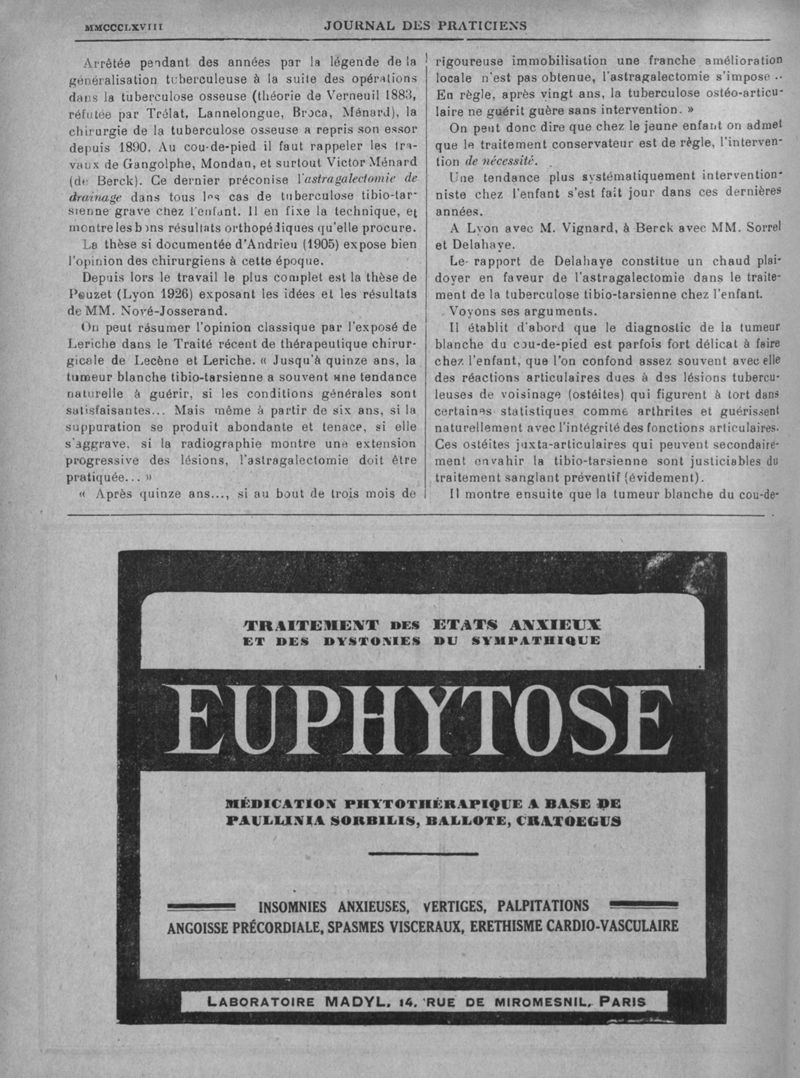 MMCCCLXVIII
JOURNAL DES PRATICIENS
Arrêtée pendant des années par la légende de la
généralisation tuberculeuse à la suite des opérations
dans la tuberculose osseuse (théorie de Verneuil 1883,
réfutée par Trélat, Lannelongue, Broca, Ménard), la
chirurgie de la tuberculose osseuse a repris son essor
depuis 1890. Au cou-de-pied il faut rappeler les tra-
vaux de Gangolphe, Mondan, et surtout Victor Ménard
(de Berck). Ce dernier préconise l'astragalectomie de
drainage dans tous les cas de tuberculose tibio-tar-
sienne grave chez l'enfant. Il en fixe la technique, et
montre les bons résultats orthopédiques qu'elle procure.
La thèse si documentée d'Andrieu (1905) expose bien
l'opinion des chirurgiens à cette époque.
Depuis lors le travail le plus complet est la thèse de
Pouzet (Lyon 1926) exposant les idées et les résultats
de MM. Nové-Josserand.
On peut résumer l'opinion classique par l'exposé de
Leriche dans le Traité récent de thérapeutique chirur-
gicale de Lecène et Leriche. « Jusqu'à quinze ans, la
tumeur blanche tibio-tarsienne a souvent une tendance
naturelle à guérir, si les conditions générales sont
satisfaisantes... Mais même à partir de six ans, si la
suppuration se produit abondante et tenace, si elle
s'aggrave, si la radiographie montre une extension
progressive des lésions, l'astragalectomie doit être
pratiquée... »
« Après quinze ans..., si au bout de trois mois de
rigoureuse immobilisation une franche amélioration
locale n'est pas obtenue, l'astragalectomie s'impose ..
En règle, après vingt ans, la tuberculose ostéo-articu-
laire ne guérit guère sans intervention. »
On peut donc dire que chez le jeune enfant on admet
que le traitement conservateur est de règle, l'interven-
tion de nécessité.
Une tendance plus systématiquement intervention-
niste chez l'enfant s'est fait jour dans ces dernières
années.
A Lyon avec M. Vignard, à Berck avec MM. Sorrel
et Delahaye.
Le rapport de Delahaye constitue un chaud plai-
doyer en faveur de l'astragalectomie dans le traite-
ment de la tuberculose tibio-tarsienne chez l'enfant.
Voyons ses arguments.
Il établit d'abord que le diagnostic de la tumeur
blanche du cou-de-pied est parfois fort délicat à faire
chez l'enfant, que l'on confond assez souvent avec elle
des réactions articulaires dues à des lésions tubercu-
leuses de voisinage (ostéites) qui figurent à tort dans
certaines statistiques comme arthrites et guérissent
naturellement avec l'intégrité des fonctions articulaires.
Ces ostéites juxta-articulaires qui peuvent secondaire-
ment envahir la tibio-tarsienne sont justiciables du
traitement sanglant préventif (évidement).
Il montre ensuite que la tumeur blanche du cou-de-
TRAITEMENT DES ETATS ANXIEUX
ET DES DYSTONIES DU SYMPATHIQUE
EUPHYTOSE
MÉDICATION PHYTOTHÉRAPIQUE A BASE DE
PAULLINIA SORBILIS, BALLOTE, CRATOEGUS
INSOMNIES ANXIEUSES, VERTIGES, PALPITATIONS
ANGOISSE PRÉCORDIALE, SPASMES VISCERAUX, ERETHISME CARDIO-VASCULAIRE
LABORATOIRE MADYL, 14, RUE DE MIROMESNIL, PARIS